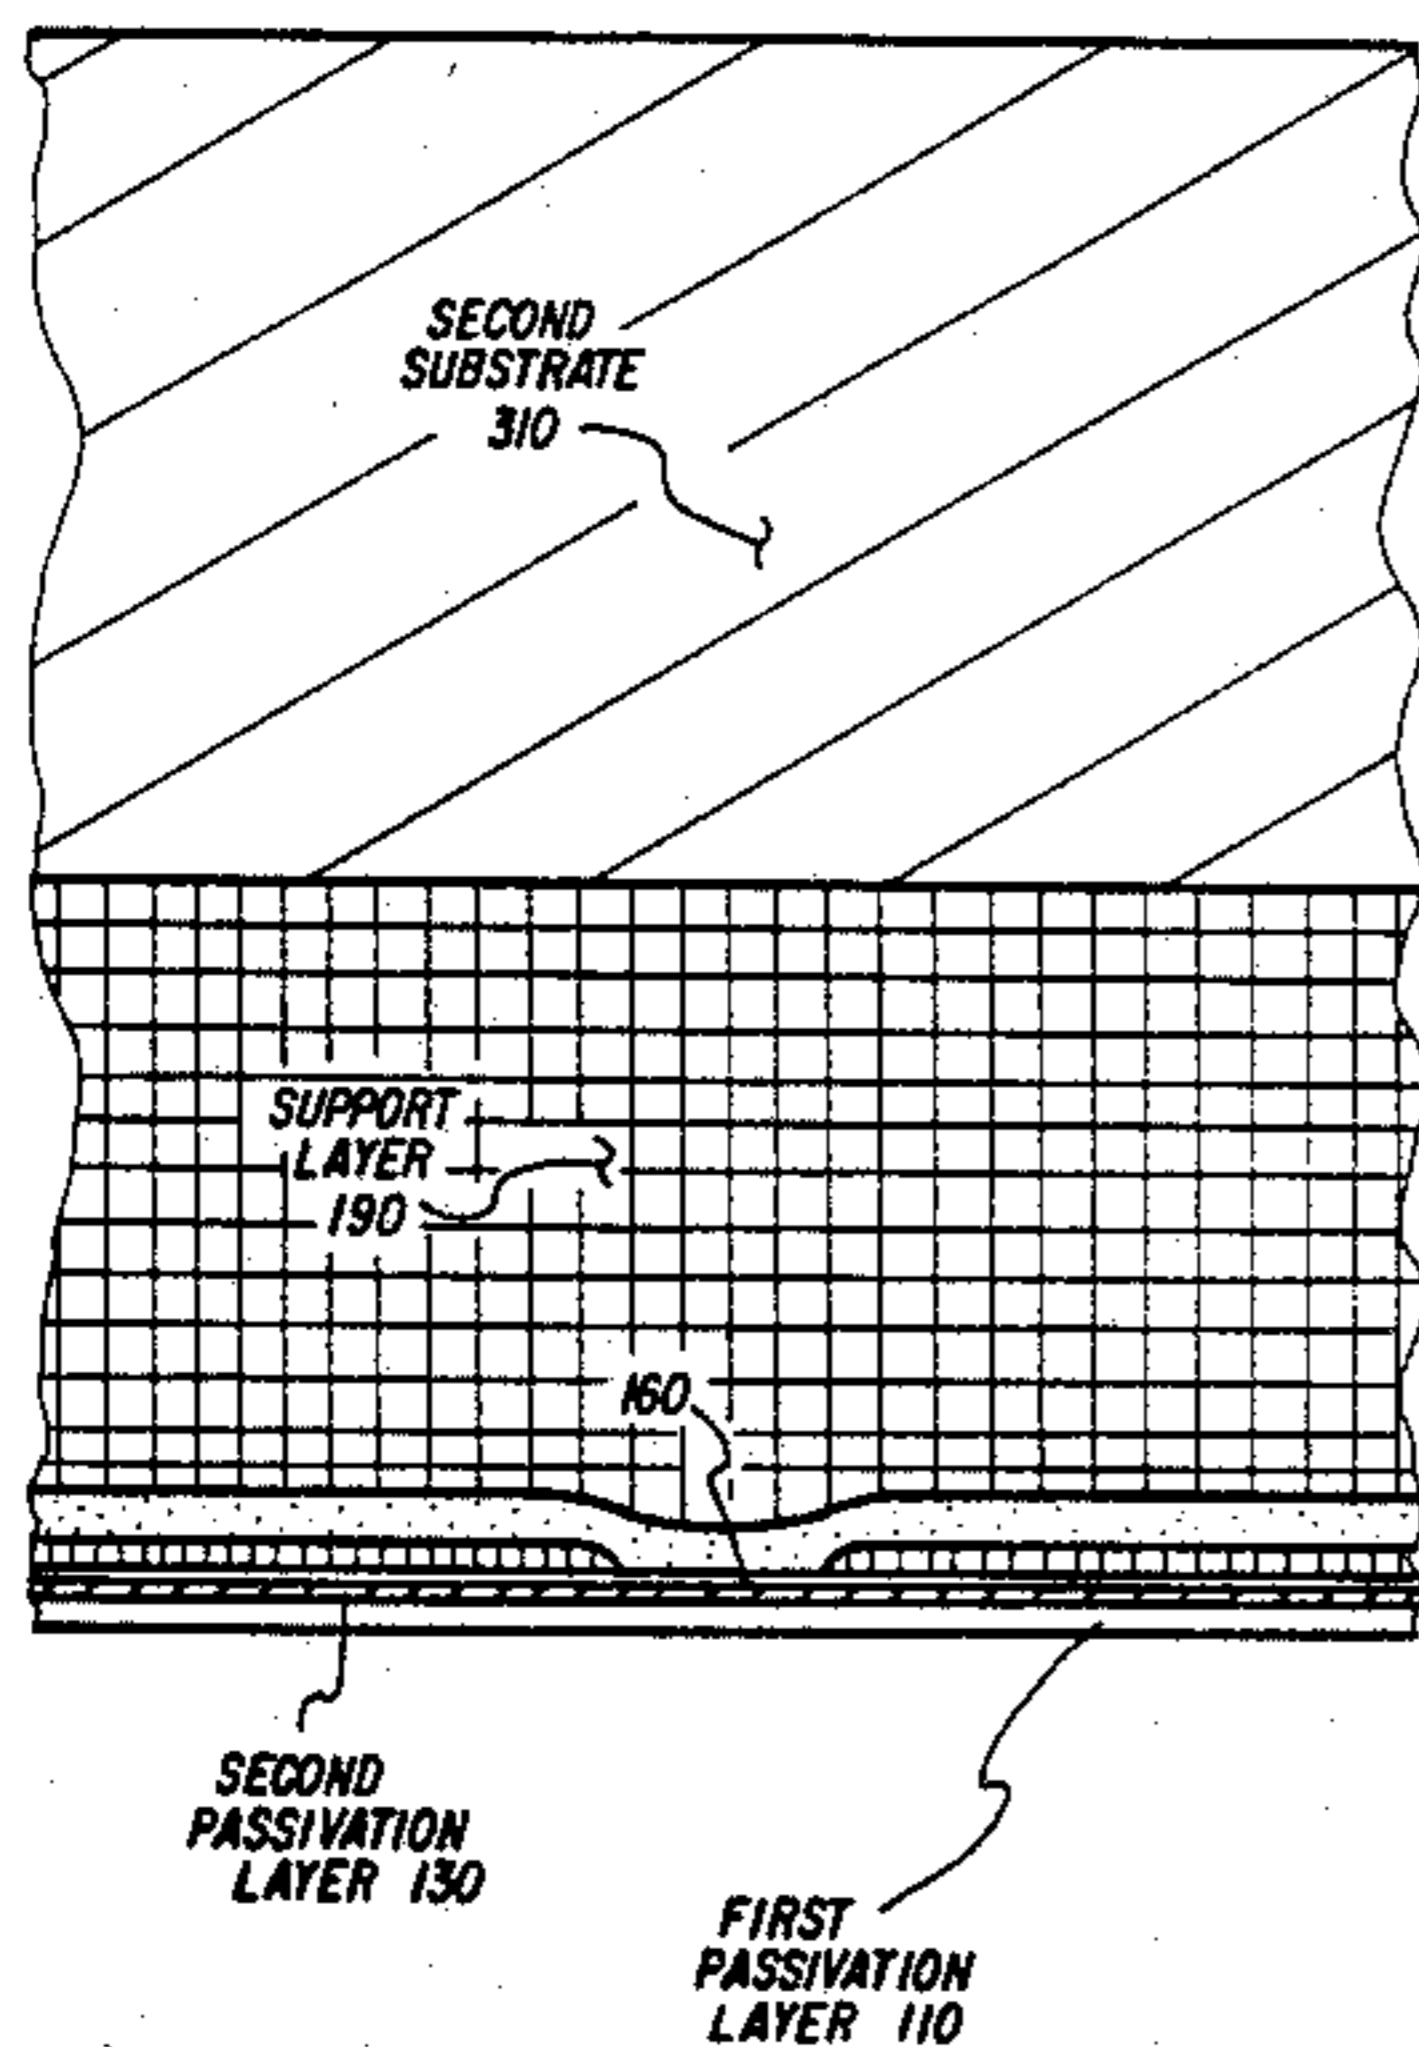 SECOND
SUBSTRATE
310
SUPPORT
LAYER
190
160
SECOND
PASSIVATION
LAYER 130
FIRST
PASSIVATION
LAYER 110